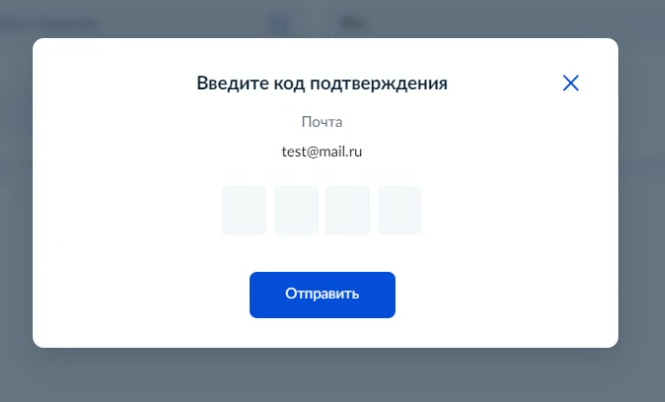 Введите код подтверждения
Почта
test@mail.ru
Отправить